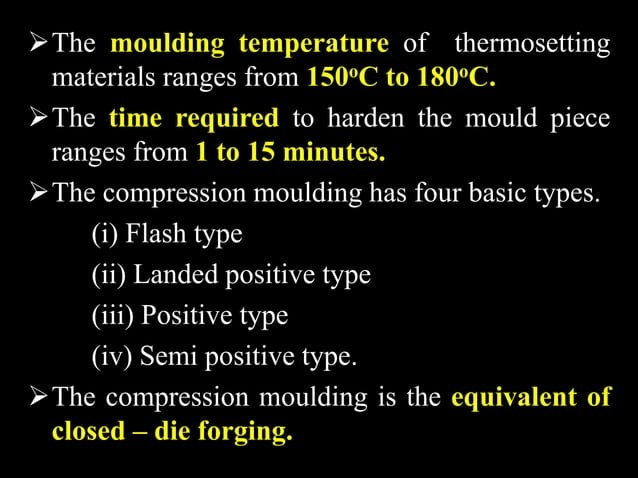 ➢The moulding temperature of thermosetting
materials ranges from 150ᵒC to 180ᵒC.
➢The time required to harden the mould piece
ranges from 1 to 15 minutes.
➢The compression moulding has four basic types.
(i) Flash type
(ii) Landed positive type
(iii) Positive type
(iv) Semi positive type.
➢The compression moulding is the equivalent of
closed – die forging.